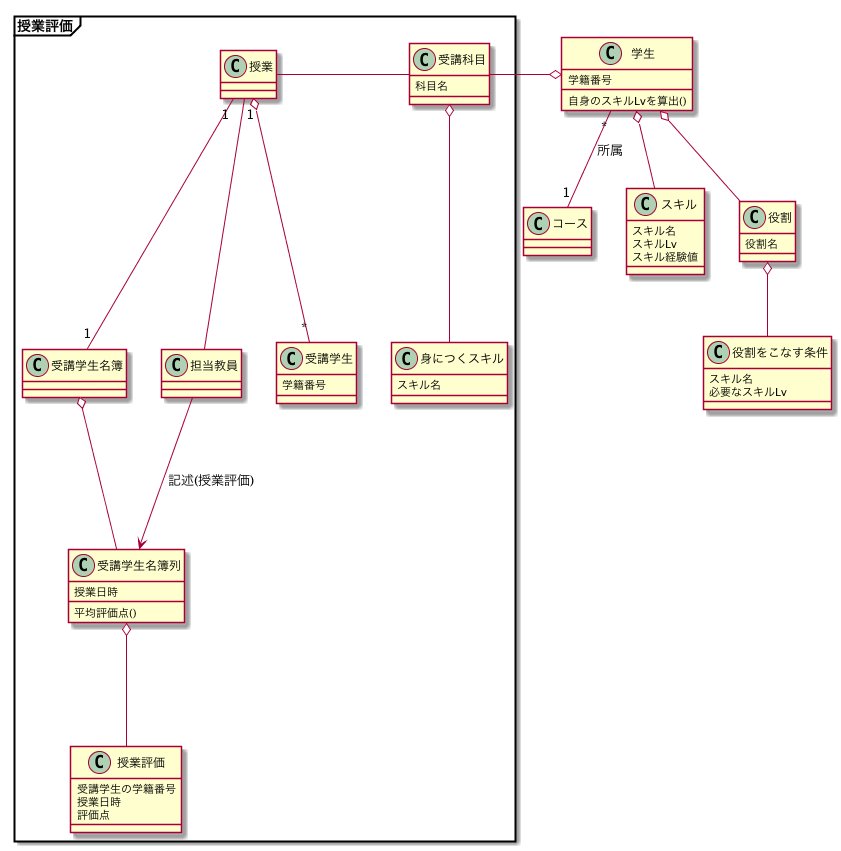 授業評価
C 授業
C 受講科目
科目名
C 学生
学籍番号
自身のスキルLvを算出()
1
1
*
所属
1
C コース
C スキル
スキル名
スキルLv
スキル経験値
C 役割
役割名
1
*
C 受講学生名簿
C 担当教員
C 受講学生
学籍番号
C 身につくスキル
スキル名
C 役割をこなす条件
スキル名
必要なスキルLv
記述(授業評価)
C 受講学生名簿列
授業日時
平均評価点()
C 授業評価
受講学生の学籍番号
授業日時
評価点